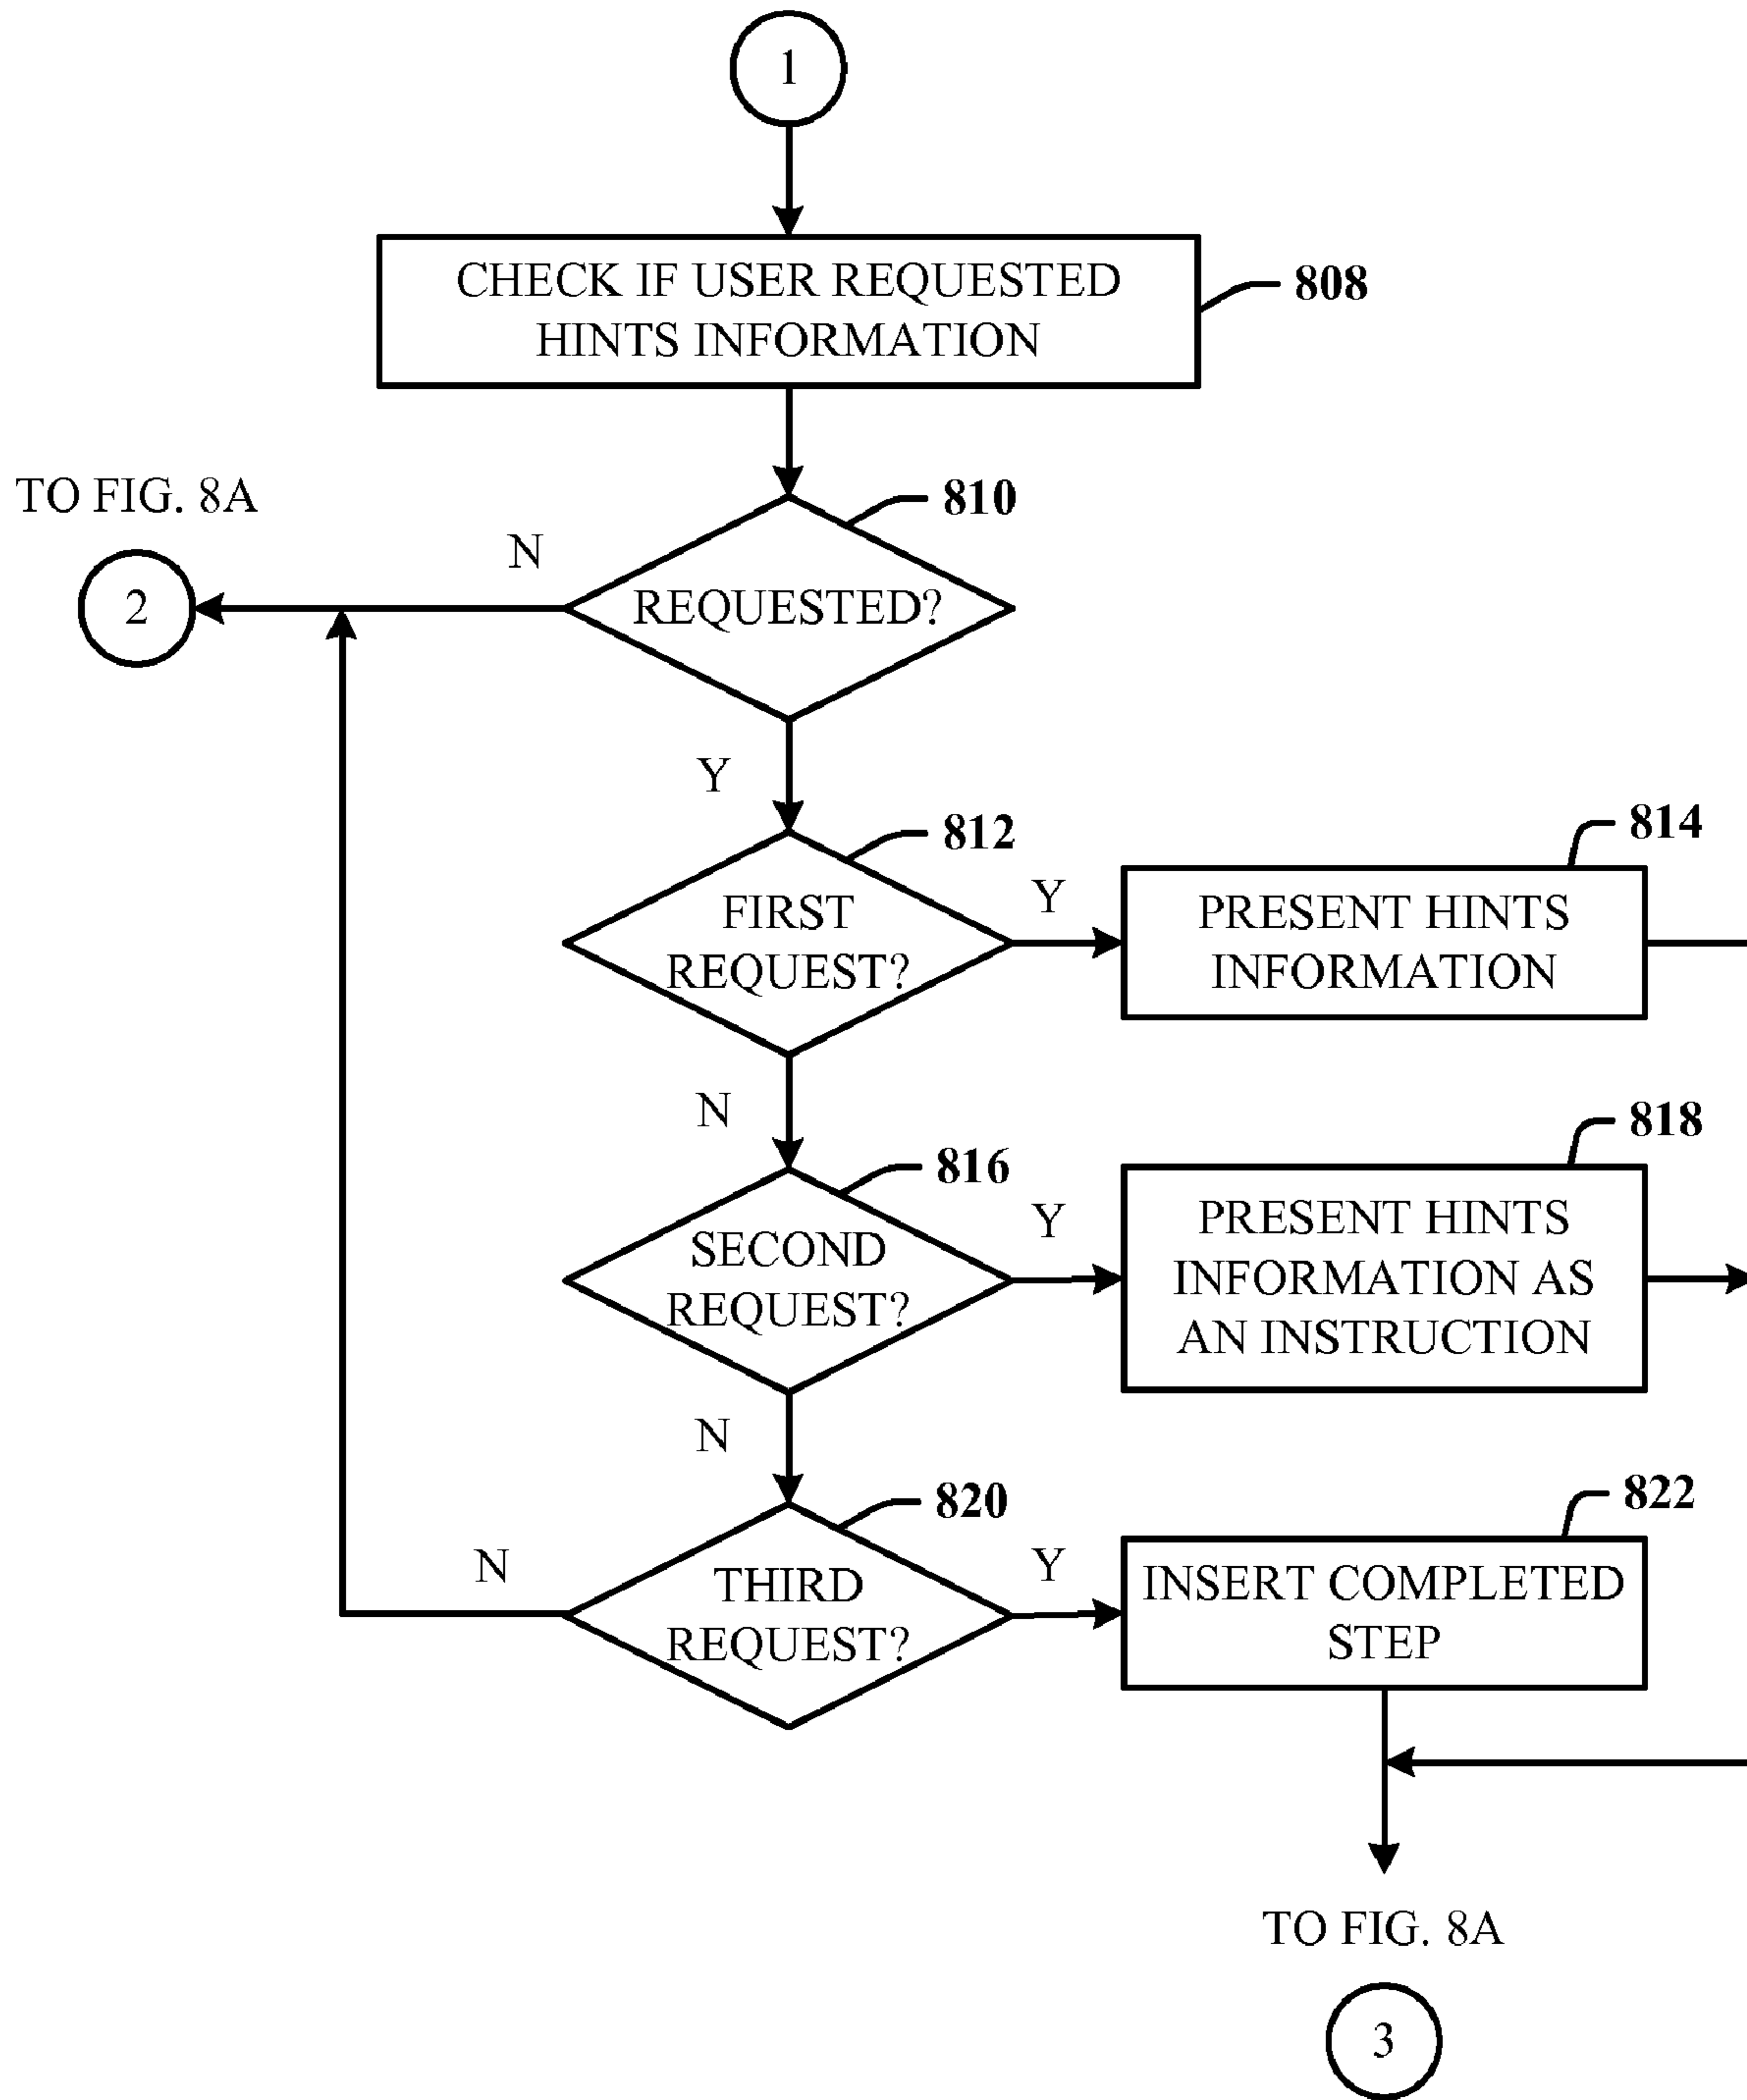 1
CHECK IF USER REQUESTED
HINTS INFORMATION
808
TO FIG. 8A
2
N
810
REQUESTED?
Y
812
FIRST
REQUEST?
Y
814
PRESENT HINTS
INFORMATION
N
816
SECOND
REQUEST?
Y
818
PRESENT HINTS
INFORMATION AS
AN INSTRUCTION
N
820
THIRD
REQUEST?
N
Y
822
INSERT COMPLETED
STEP
TO FIG. 8A
3